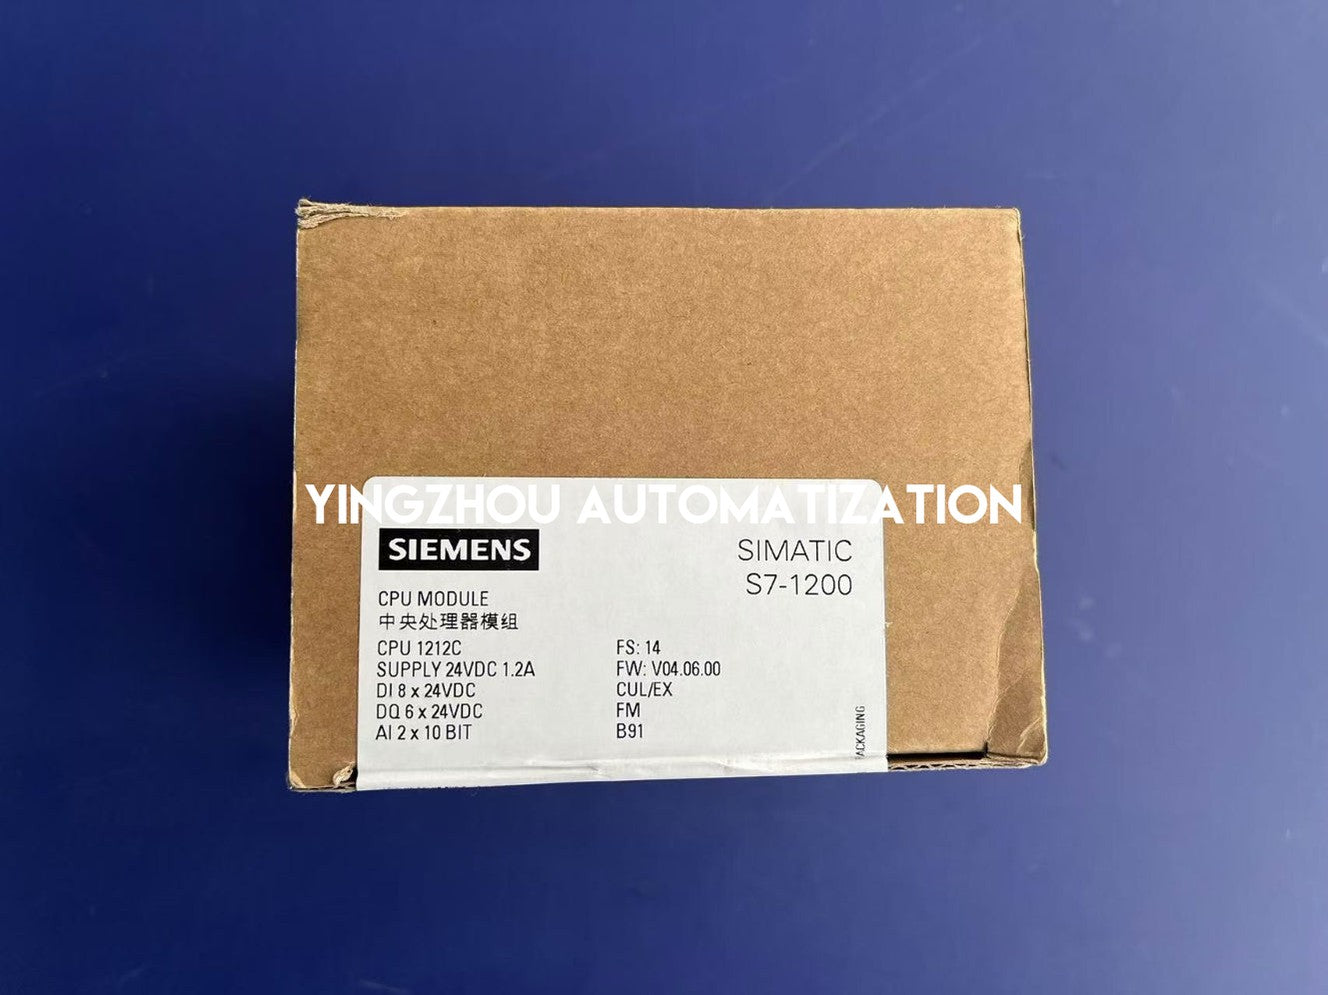 YINGZHOU AUTOMATIZATION
SIEMENS
SIMATIC
S7-1200
CPU MODULE
中央处理器模组
CPU 1212C
SUPPLY 24VDC 1.2A
DI 8 x 24VDC
DQ 6 x 24VDC
AI 2 x 10 BIT
FS: 14
FW: V04.06.00
CUL/EX
FM
B91